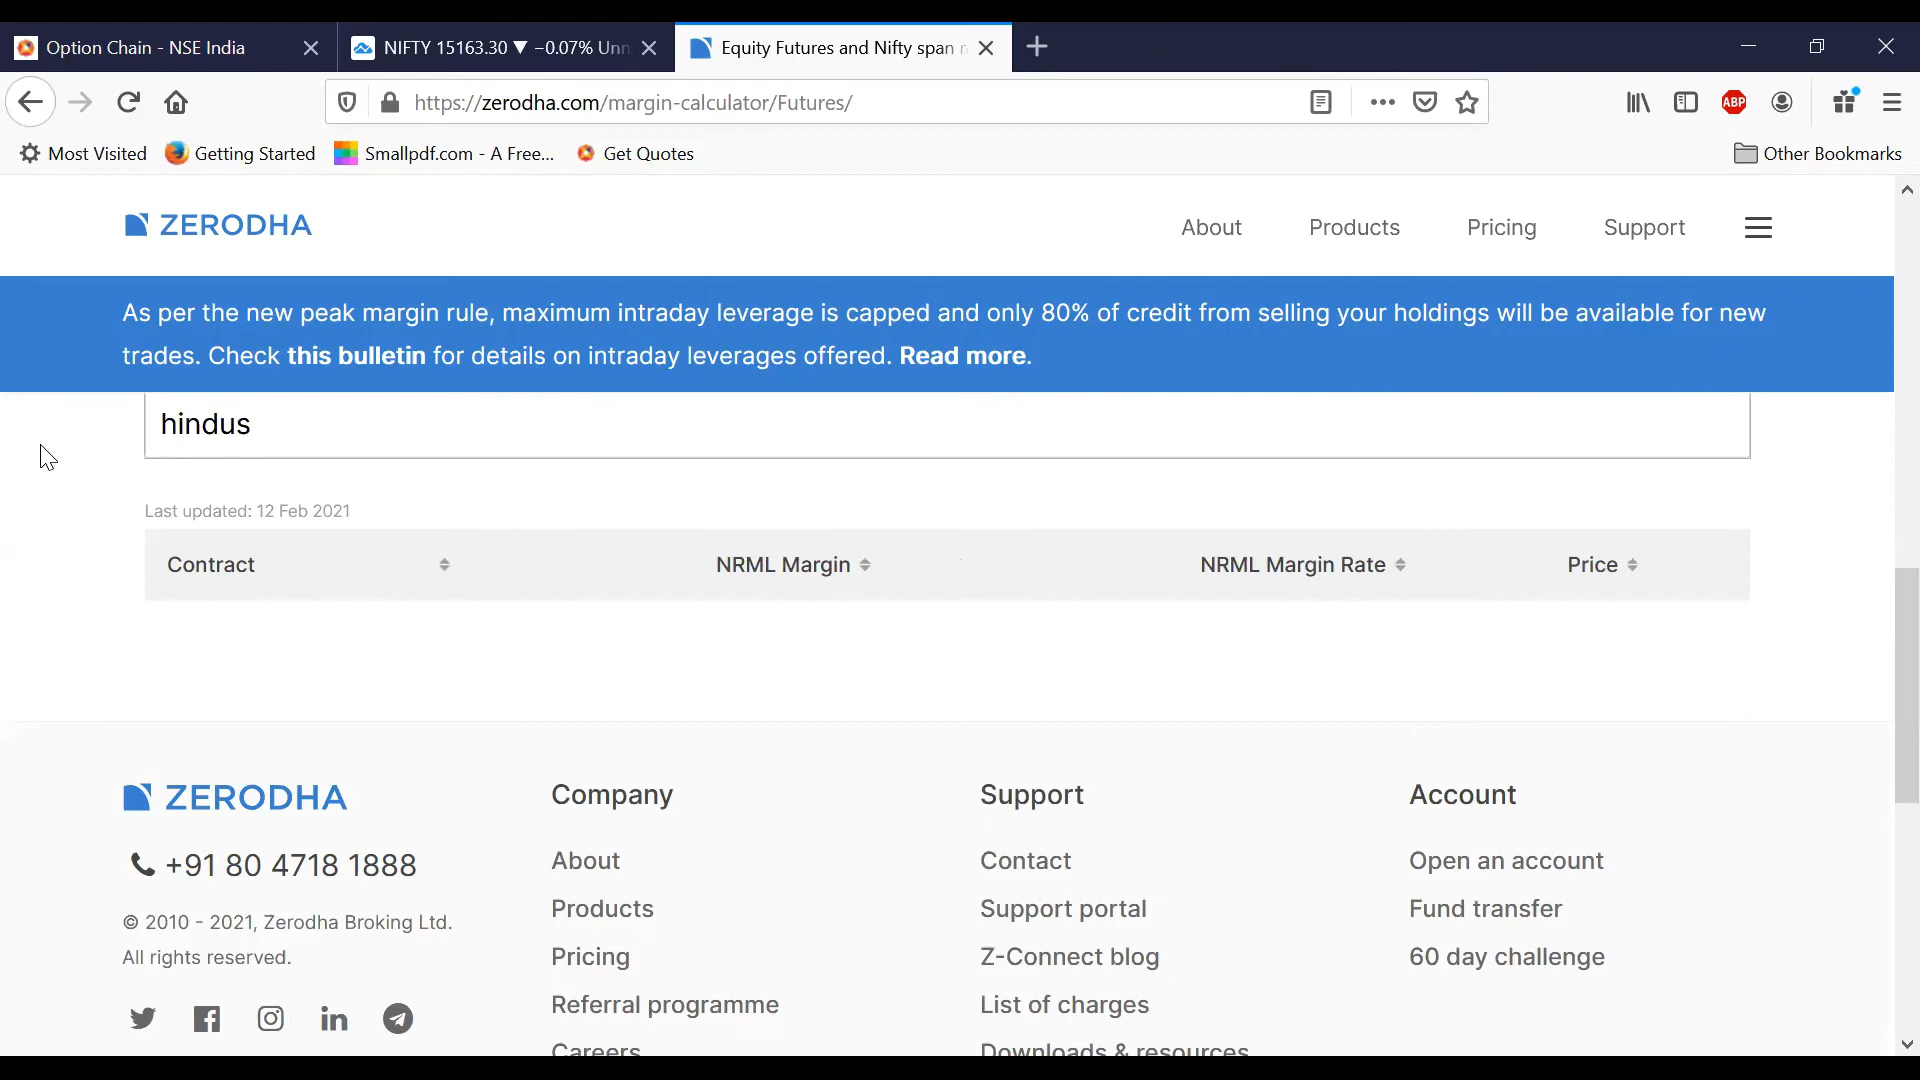 Option Chain - NSE India
NIFTY 15163.30 ▼ −0.07% Unn
Equity Futures and Nifty span
https://zerodha.com/margin-calculator/Futures/
ABP
Most Visited
Getting Started
Smallpdf.com - A Free...
Get Quotes
Other Bookmarks
ZERODHA
About
Products
Pricing
Support
As per the new peak margin rule, maximum intraday leverage is capped and only 80% of credit from selling your holdings will be available for new
trades. Check this bulletin for details on intraday leverages offered. Read more.
hindus
Last updated: 12 Feb 2021
Contract
NRML Margin
NRML Margin Rate
Price
ZERODHA
+91 80 4718 1888
© 2010 - 2021, Zerodha Broking Ltd.
All rights reserved.
Company
About
Products
Pricing
Referral programme
Careers
Support
Contact
Support portal
Z-Connect blog
List of charges
Downloads & resources
Account
Open an account
Fund transfer
60 day challenge